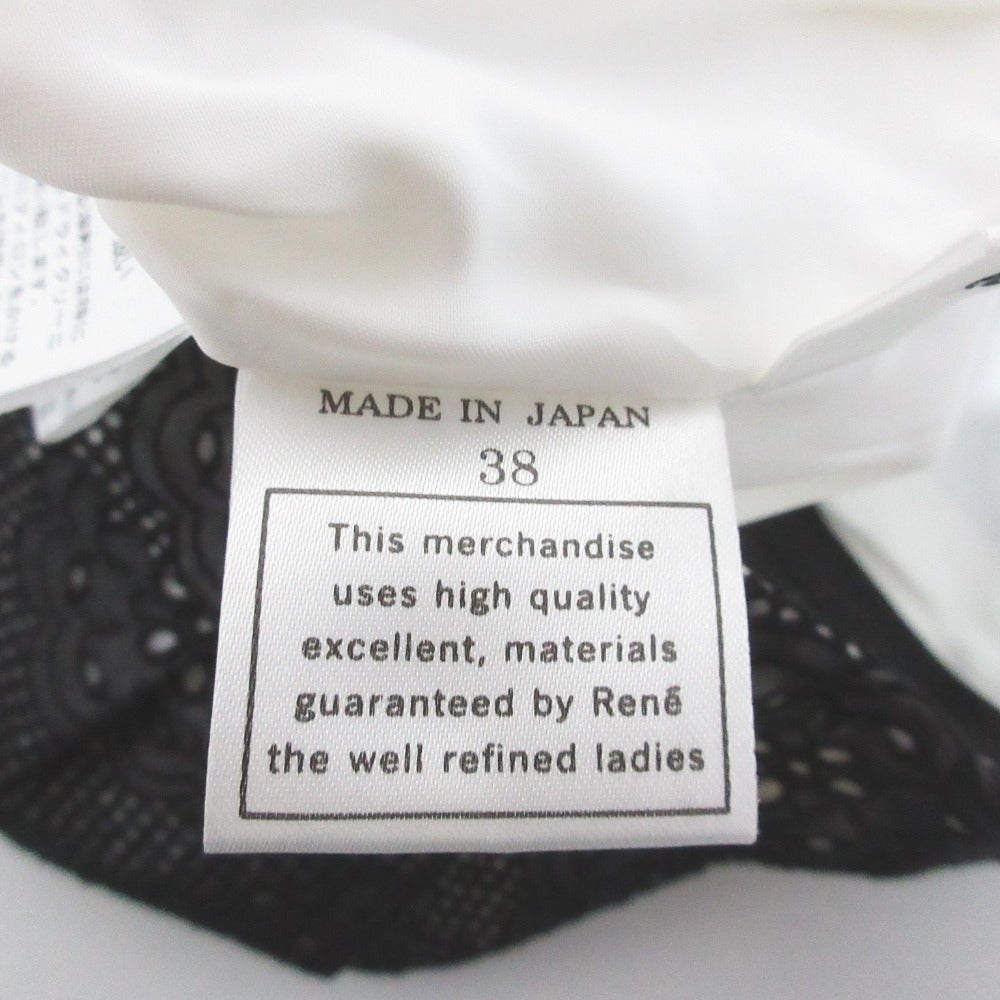 MADE IN JAPAN
38
This merchandise
uses high quality
excellent, materials
guaranteed by René
the well refined ladies